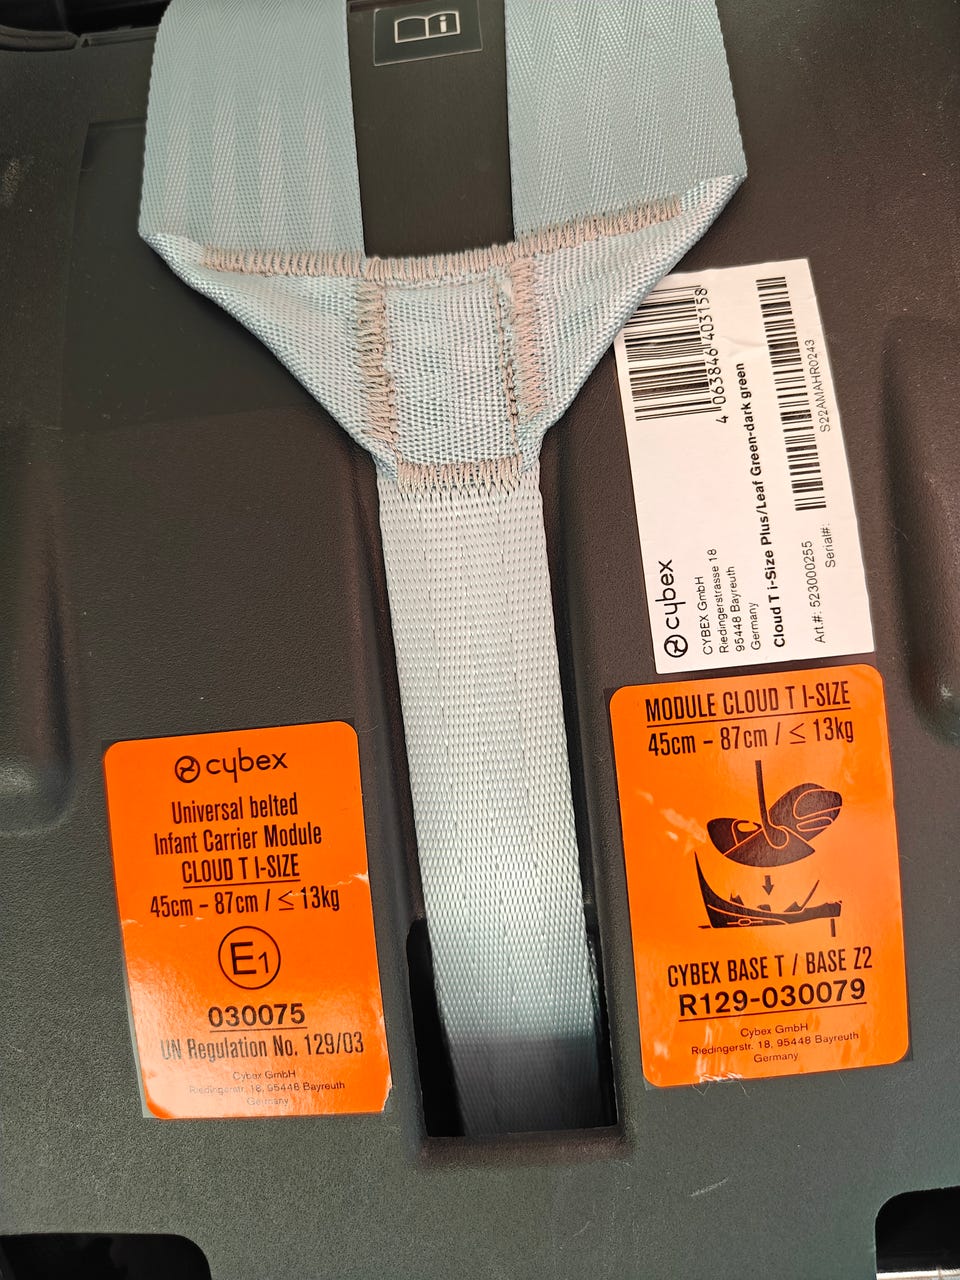 i
4 063846 403158
cybex
CYBEX GmbH
Riedingerstrasse 18
95448 Bayreuth
Germany
Cloud T i-Size Plus/Leaf Green-dark green
Art.#: 523000255
Serial#:
S22AMAHR0243
cybex
Universal belted
Infant Carrier Module
CLOUD T I-SIZE
45cm – 87cm / ≤ 13kg
E1
030075
UN Regulation No. 129/03
Cybex GmbH
Riedingerstr. 18, 95448 Bayreuth
Germany
MODULE CLOUD T I-SIZE
45cm – 87cm / ≤ 13kg
CYBEX BASE T / BASE Z2
R129-030079
Cybex GmbH
Riedingerstr. 18, 95448 Bayreuth
Germany